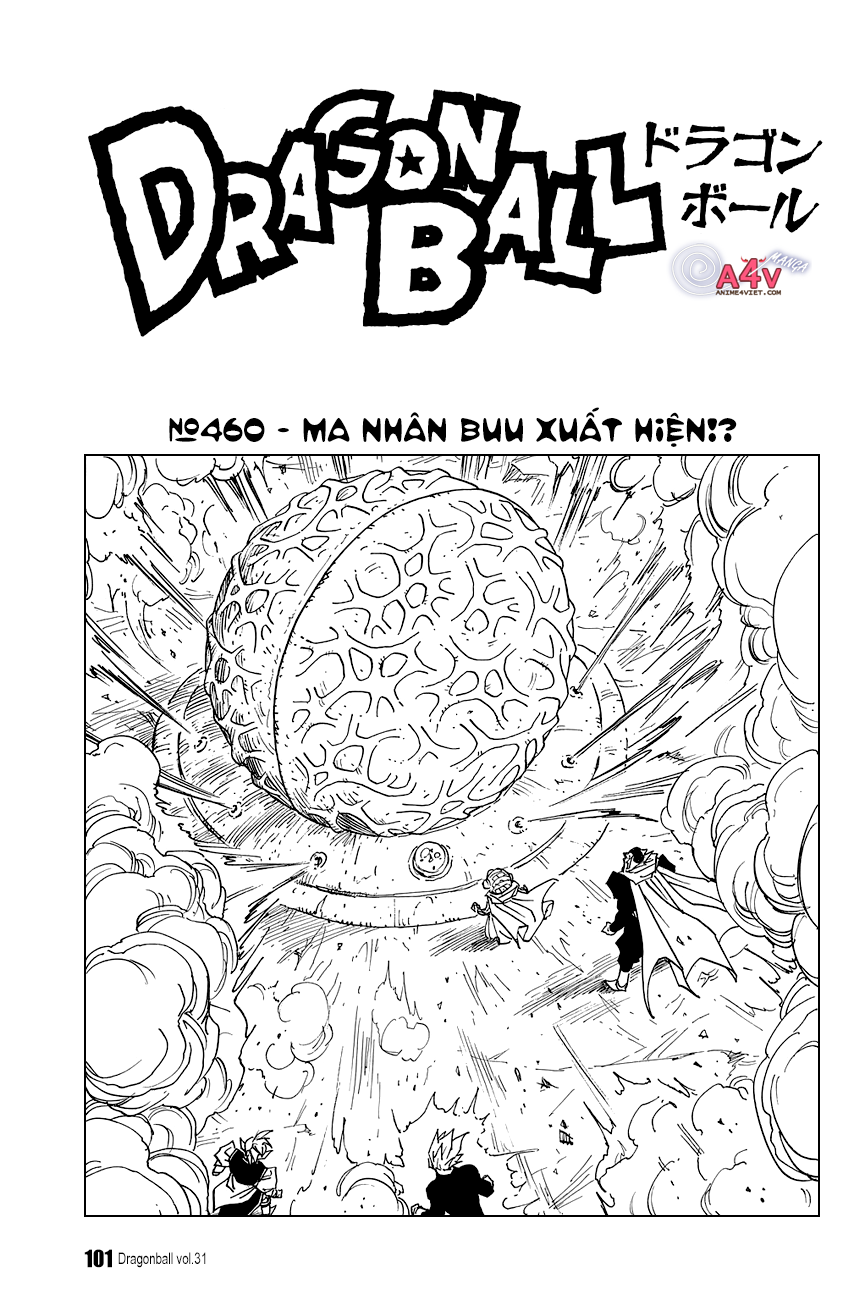 DRAGON BALL
ドラゴン
ボール
A4V MANGA
ANIME4VIET.COM
No460 - MA NHÂN BUU XUẤT HIỆN!?
101 Dragonball vol.31